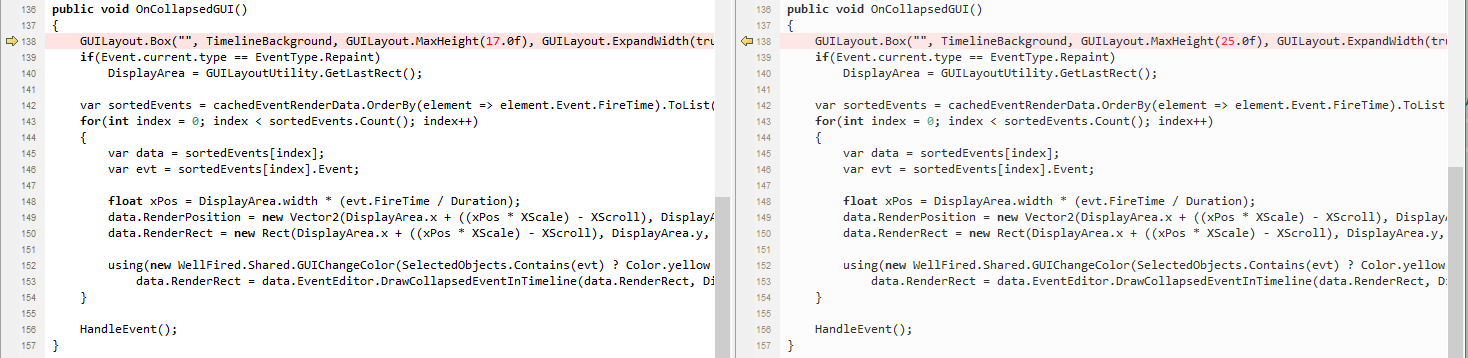 136 public void OnCollapsedGUI()
137 {
138 GUILayout.Box("", TimelineBackground, GUILayout.MaxHeight(17.0f), GUILayout.ExpandWidth(tru
139 if(Event.current.type == EventType.Repaint)
140 DisplayArea = GUILayoutUtility.GetLastRect();
141
142 var sortedEvents = cachedEventRenderData.OrderBy(element => element.Event.FireTime).ToList(
143 for(int index = 0; index < sortedEvents.Count(); index++)
144 {
145 var data = sortedEvents[index];
146 var evt = sortedEvents[index].Event;
147
148 float xPos = DisplayArea.width * (evt.FireTime / Duration);
149 data.RenderPosition = new Vector2(DisplayArea.x + ((xPos * XScale) - XScroll), DisplayA
150 data.RenderRect = new Rect(DisplayArea.x + ((xPos * XScale) - XScroll), DisplayArea.y,
151
152 using(new WellFired.Shared.GUIChangeColor(SelectedObjects.Contains(evt) ? Color.yellow
153 data.RenderRect = data.EventEditor.DrawCollapsedEventInTimeline(data.RenderRect, Di
154 }
155
156 HandleEvent();
157 }
136 public void OnCollapsedGUI()
137 {
138 GUILayout.Box("", TimelineBackground, GUILayout.MaxHeight(25.0f), GUILayout.ExpandWidth(tru
139 if(Event.current.type == EventType.Repaint)
140 DisplayArea = GUILayoutUtility.GetLastRect();
141
142 var sortedEvents = cachedEventRenderData.OrderBy(element => element.Event.FireTime).ToList
143 for(int index = 0; index < sortedEvents.Count(); index++)
144 {
145 var data = sortedEvents[index];
146 var evt = sortedEvents[index].Event;
147
148 float xPos = DisplayArea.width * (evt.FireTime / Duration);
149 data.RenderPosition = new Vector2(DisplayArea.x + ((xPos * XScale) - XScroll), DisplayA
150 data.RenderRect = new Rect(DisplayArea.x + ((xPos * XScale) - XScroll), DisplayArea.y,
151
152 using(new WellFired.Shared.GUIChangeColor(SelectedObjects.Contains(evt) ? Color.yellow
153 data.RenderRect = data.EventEditor.DrawCollapsedEventInTimeline(data.RenderRect, D
154 }
155
156 HandleEvent();
157 }